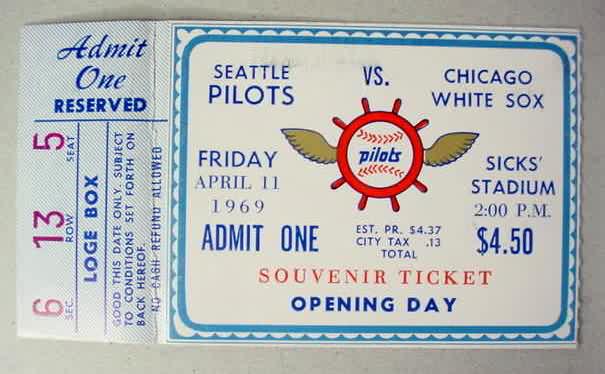 Admit
One
RESERVED
5
SEAT
13
ROW
6
SEC.
LOGE BOX
GOOD THIS DATE ONLY. SUBJECT
TO CONDITIONS SET FORTH ON
BACK HEREOF.
NO CASH REFUND ALLOWED
SEATTLE
PILOTS
VS.
CHICAGO
WHITE SOX
pilots
FRIDAY
APRIL 11
1969
SICKS'
STADIUM
2:00 P.M.
ADMIT ONE
EST. PR. $4.37
CITY TAX .13
TOTAL
$4.50
SOUVENIR TICKET
OPENING DAY